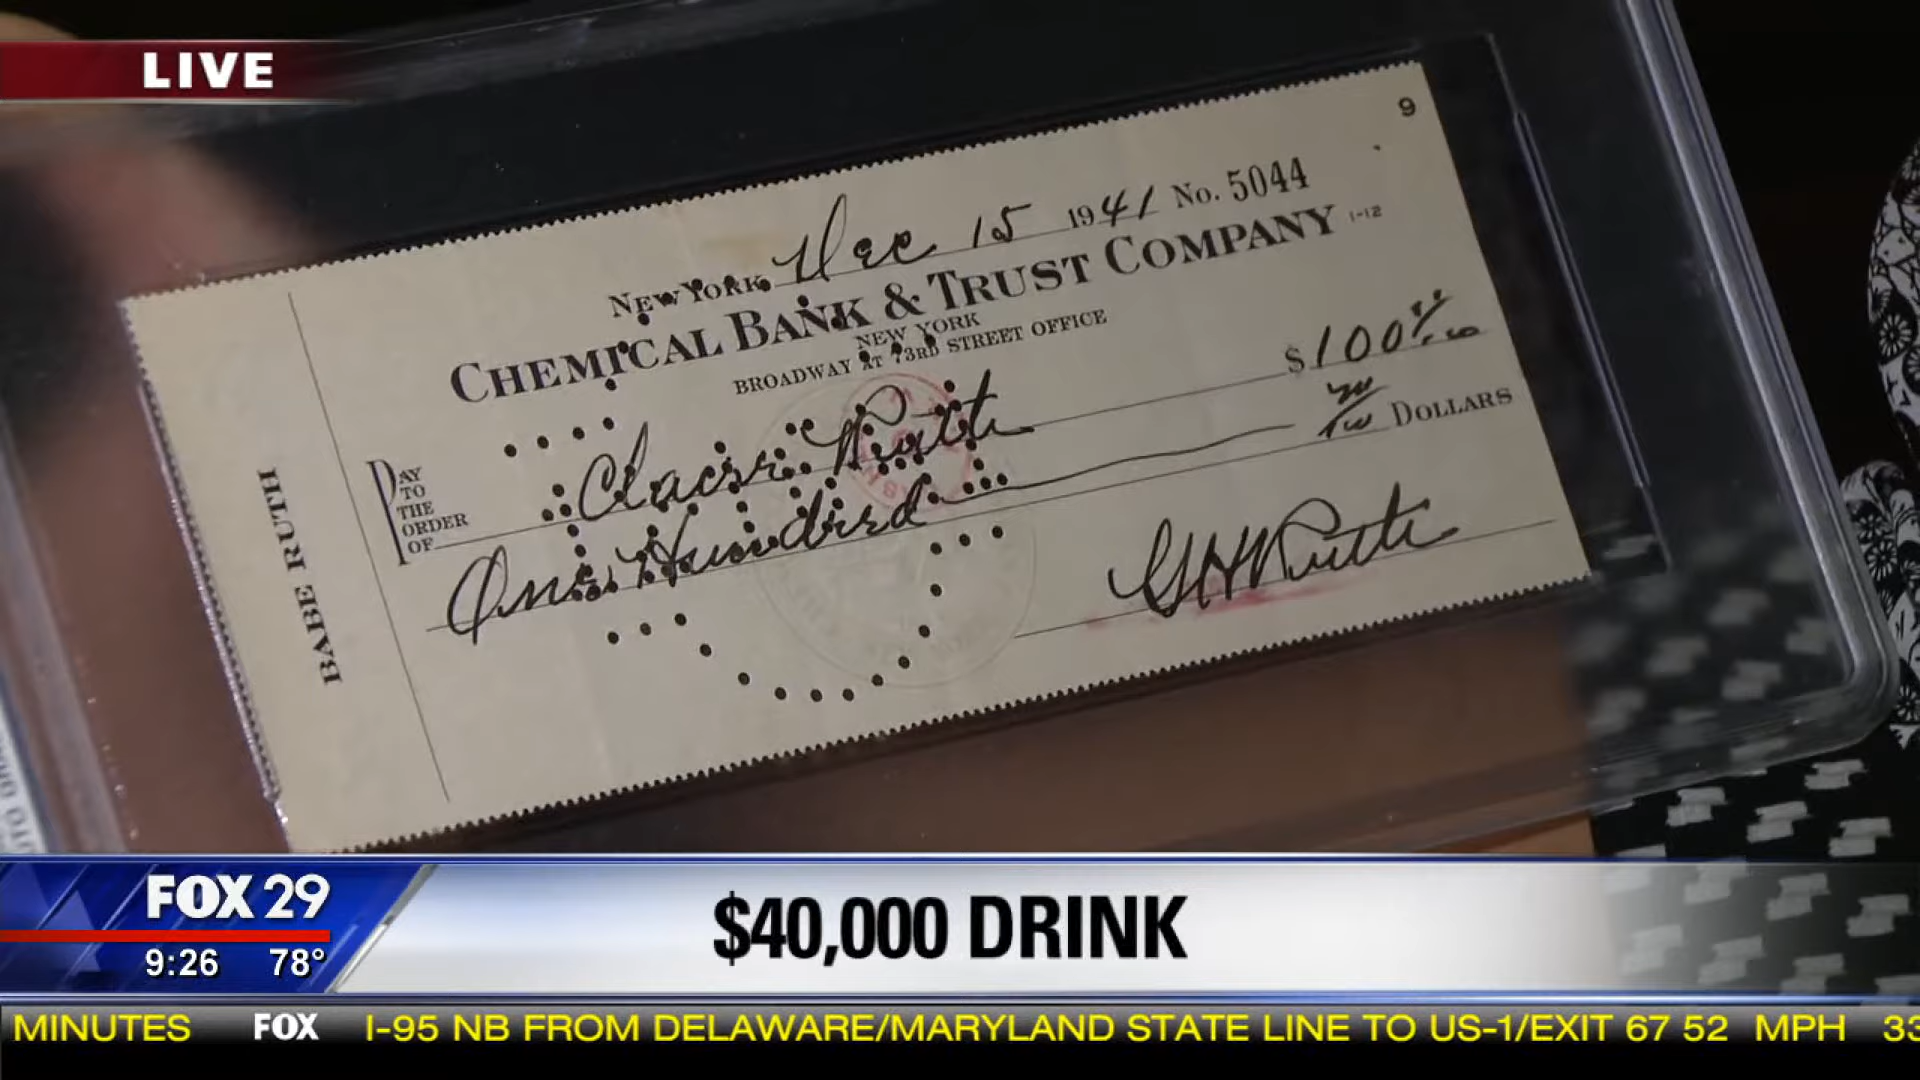 LIVE
9
NEW YORK, Dec 15 1941 No. 5044
CHEMICAL BANK & TRUST COMPANY 1-12
NEW YORK
BROADWAY AT 73RD STREET OFFICE
PAY TO THE ORDER OF Claire Ruth $100
One Hundred DOLLARS
G H Ruth
BABE RUTH
FOX 29
$40,000 DRINK
9:26 78°
MINUTES FOX I-95 NB FROM DELAWARE/MARYLAND STATE LINE TO US-1/EXIT 67 52 MPH 33